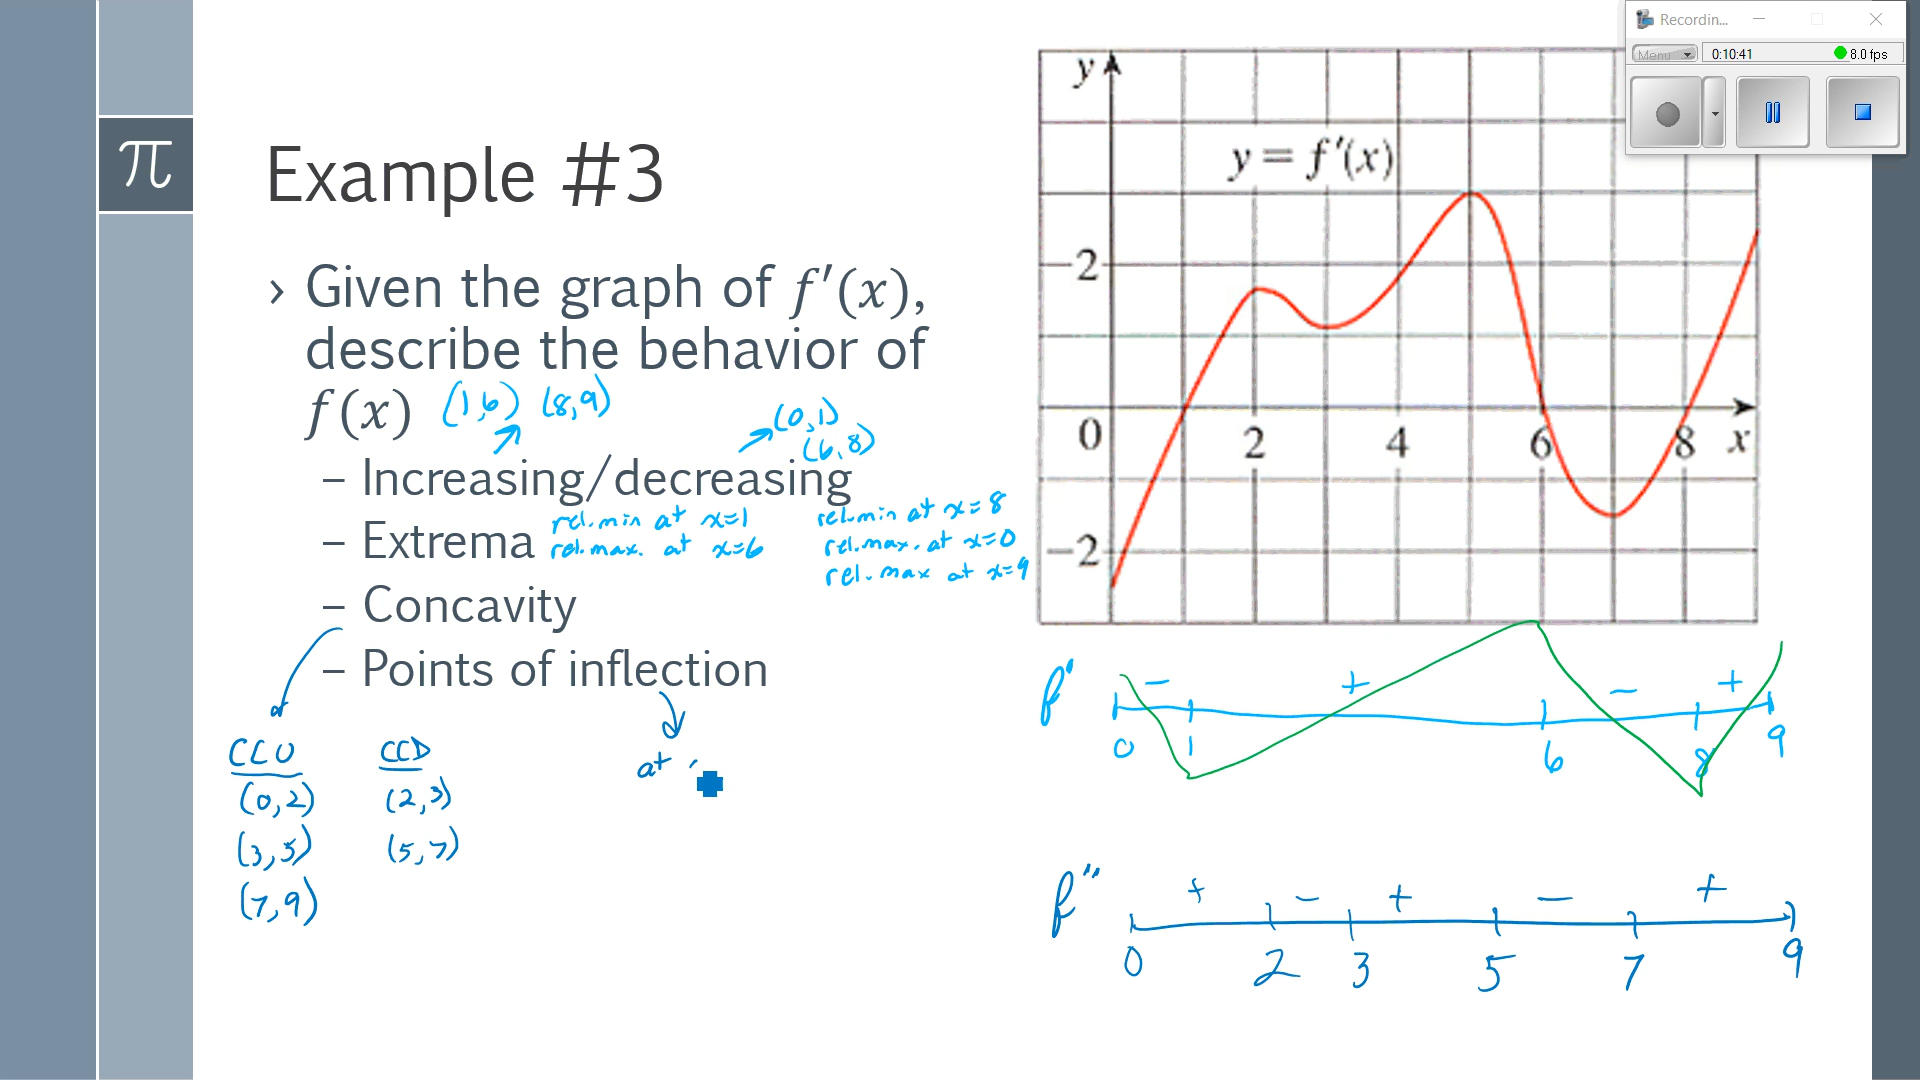 Recordin...
Menu
0:10:41
8.0 fps
π
Example #3
› Given the graph of f′(x),
describe the behavior of
f(x) (1,6) (8,9)
(0,1)
(6,8)
– Increasing/decreasing
– Extrema
rel. min at x=1
rel. max. at x=6
rel. min at x=8
rel. max. at x=0
rel. max at x=9
– Concavity
– Points of inflection
CCU
(0,2)
(3,5)
(7,9)
CCD
(2,3)
(5,7)
at
y
y = f′(x)
2
0 2 4 6 8 x
−2
f′ − + − +
0 1 6 8 9
f″ + − + − +
0 2 3 5 7 9